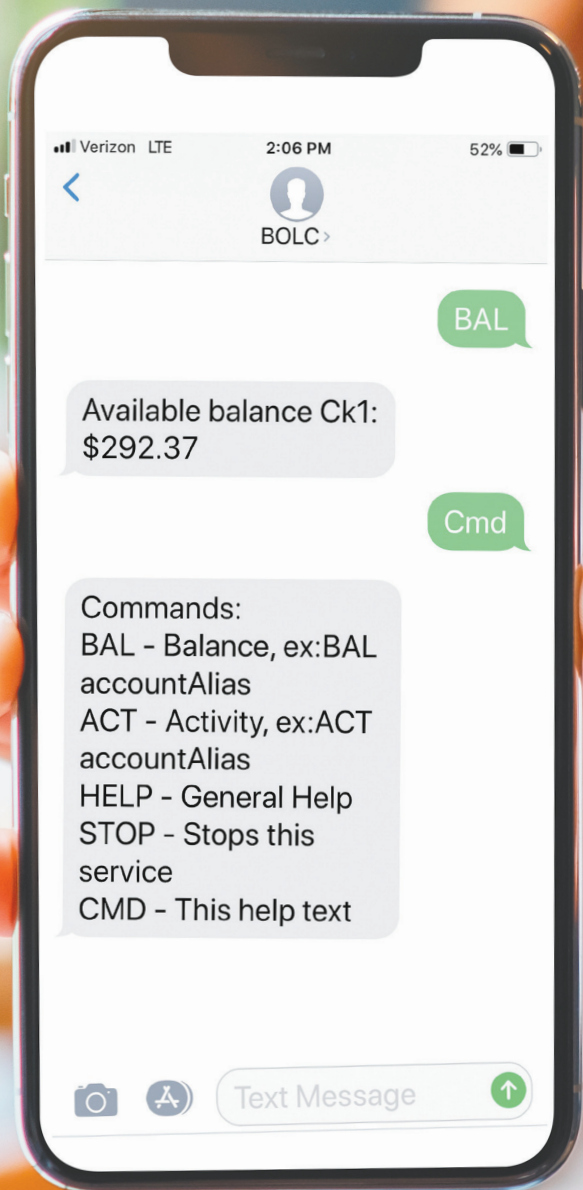 Verizon LTE 2:06 PM 52%
BOLC
BAL
Available balance Ck1:
$292.37
Cmd
Commands:
BAL - Balance, ex:BAL
accountAlias
ACT - Activity, ex:ACT
accountAlias
HELP - General Help
STOP - Stops this
service
CMD - This help text
Text Message